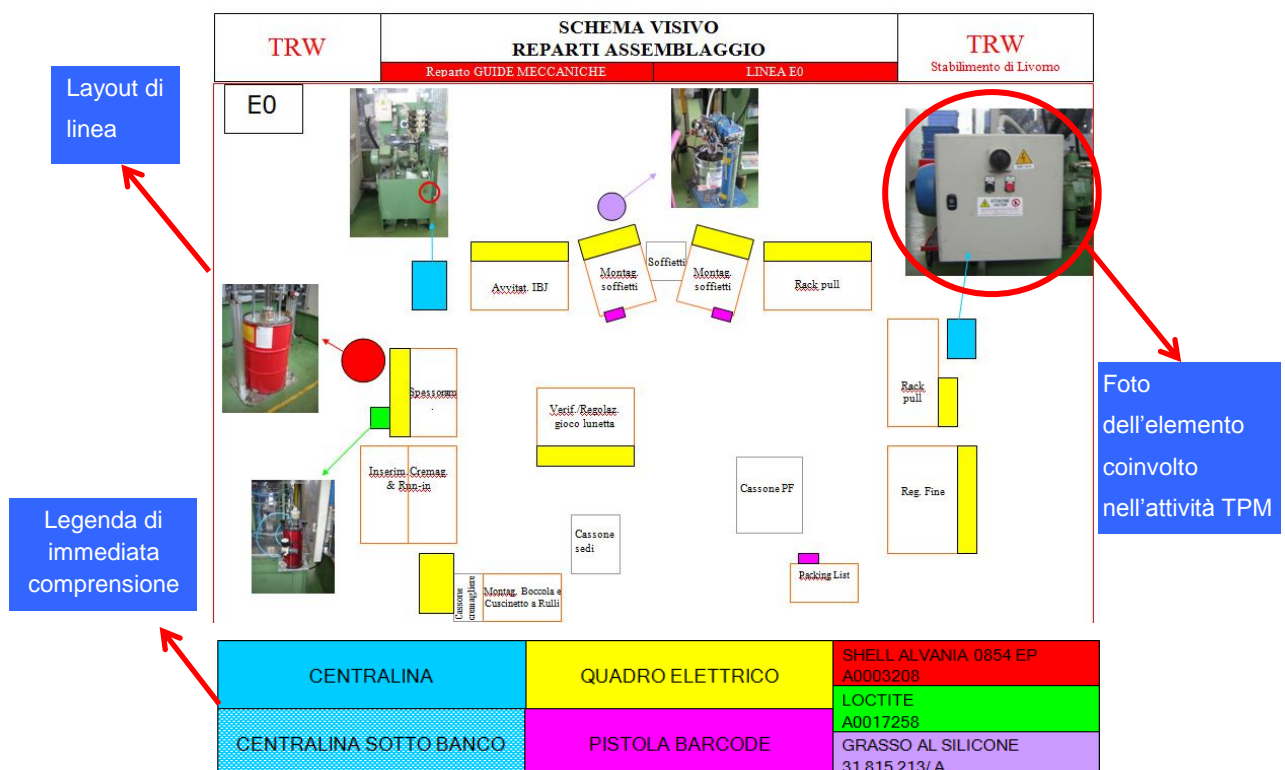 TRW
SCHEMA VISIVO
REPARTI ASSEMBLAGGIO
TRW
Stabilimento di Livorno
Reparto GUIDE MECCANICHE
LINEA E0
Layout di
linea
E0
Avvitat. IBJ
Montag.
soffietti
Soffietti
Montag.
soffietti
Rack pull
Spessoram
.
Verif./Regolaz.
gioco lunetta
Rack
pull
Foto
dell'elemento
coinvolto
nell'attività TPM
Inserim. Cremag.
& Run-in
Cassone PF
Reg. Fine
Legenda di
immediata
comprensione
Cassone
sedi
Cassone
cremagliere
Montag. Boccola e
Cuscinetto a Rulli
Packing List
CENTRALINA
QUADRO ELETTRICO
SHELL ALVANIA 0854 EP
A0003208
LOCTITE
A0017258
CENTRALINA SOTTO BANCO
PISTOLA BARCODE
GRASSO AL SILICONE
31.815.213/ A